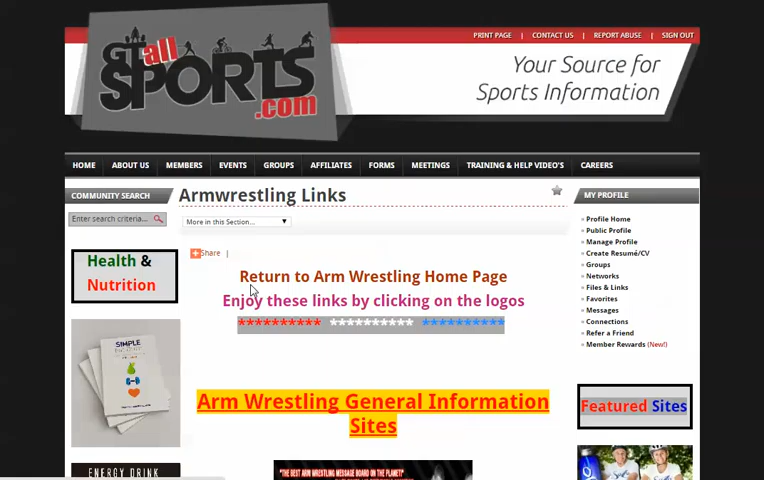 PRINT PAGE | CONTACT US | REPORT ABUSE | SIGN OUT
GTallSPORTS.com
Your Source for
Sports Information
HOME ABOUT US MEMBERS EVENTS GROUPS AFFILIATES FORMS MEETINGS TRAINING & HELP VIDEO'S CAREERS
COMMUNITY SEARCH
Enter search criteria...
Health &
Nutrition
SIMPLE
ENERGY DRINK
Armwrestling Links
More in this Section...
Share |
Return to Arm Wrestling Home Page
Enjoy these links by clicking on the logos
********** ********** **********
Arm Wrestling General Information
Sites
"THE BEST ARM WRESTLING MESSAGE BOARD ON THE PLANET!"
MY PROFILE
» Profile Home
» Public Profile
» Manage Profile
» Create Resumé/CV
» Groups
» Networks
» Files & Links
» Favorites
» Messages
» Connections
» Refer a Friend
» Member Rewards (New!)
Featured Sites